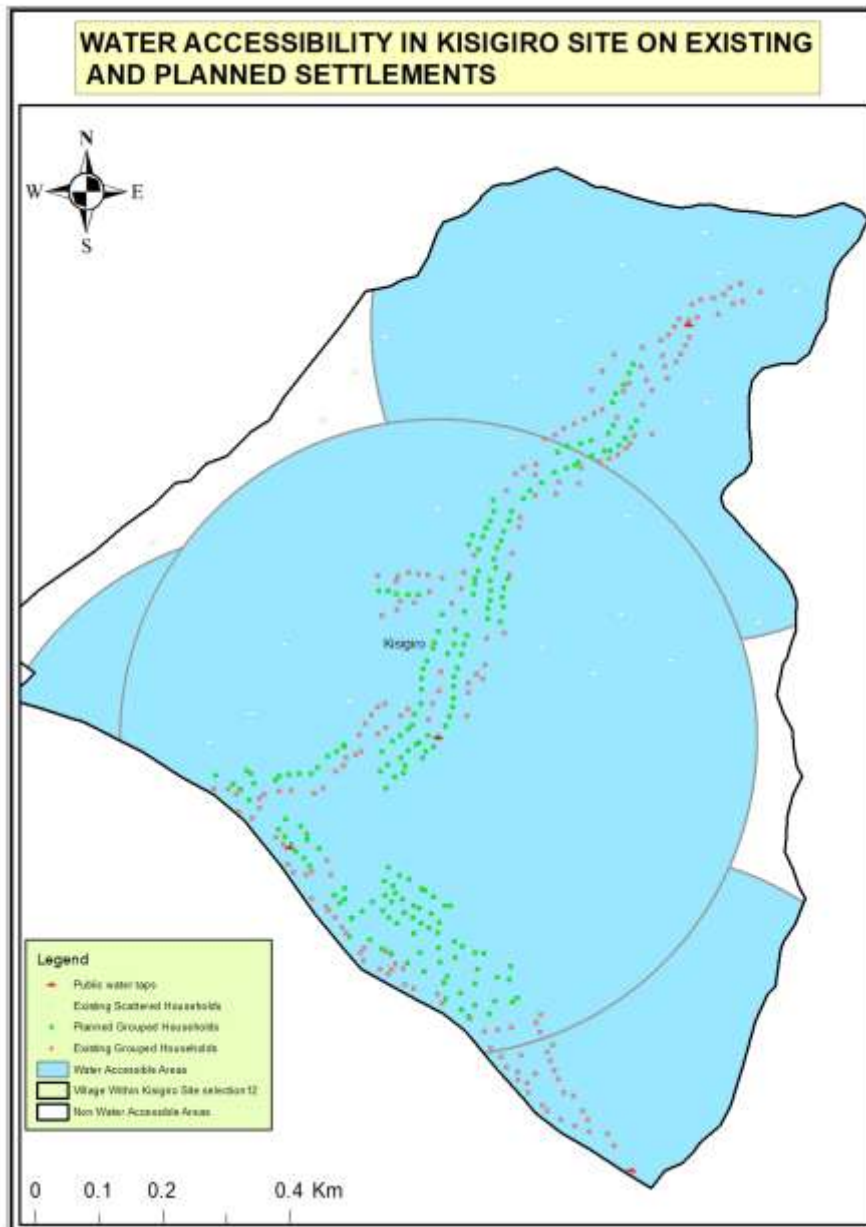 WATER ACCESSIBILITY IN KISIGIRO SITE ON EXISTING
AND PLANNED SETTLEMENTS
N
W E
S
Kisigiro
Legend
Public water taps
Existing Scattered Households
Planned Grouped Households
Existing Grouped Households
Water Accessible Areas
Village Within Kisigiro Site selection12
Non Water Accessible Areas
0 0.1 0.2 0.4 Km